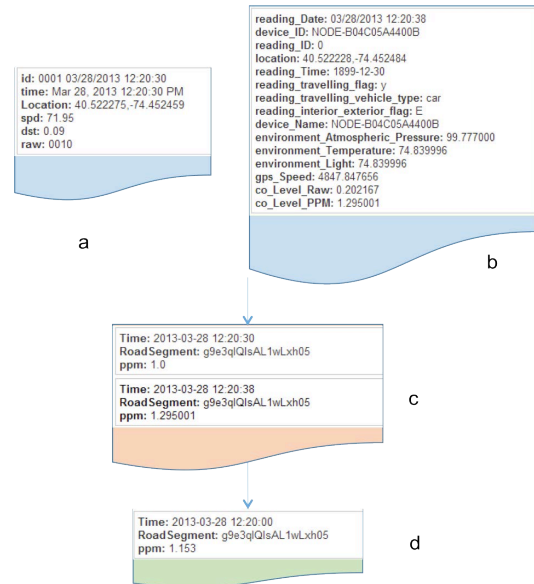 id: 0001 03/28/2013 12:20:30
time: Mar 28, 2013 12:20:30 PM
Location: 40.522275,-74.452459
spd: 71.95
dst: 0.09
raw: 0010
a
reading_Date: 03/28/2013 12:20:38
device_ID: NODE-B04C05A4400B
reading_ID: 0
location: 40.522228,-74.452484
reading_Time: 1899-12-30
reading_travelling_flag: y
reading_travelling_vehicle_type: car
reading_interior_exterior_flag: E
device_Name: NODE-B04C05A4400B
environment_Atmospheric_Pressure: 99.777000
environment_Temperature: 74.839996
environment_Light: 74.839996
gps_Speed: 4847.847656
co_Level_Raw: 0.202167
co_Level_PPM: 1.295001
b
Time: 2013-03-28 12:20:30
RoadSegment: g9e3qlQIsAL1wLxh05
ppm: 1.0
Time: 2013-03-28 12:20:38
RoadSegment: g9e3qlQIsAL1wLxh05
ppm: 1.295001
c
Time: 2013-03-28 12:20:00
RoadSegment: g9e3qlQIsAL1wLxh05
ppm: 1.153
d